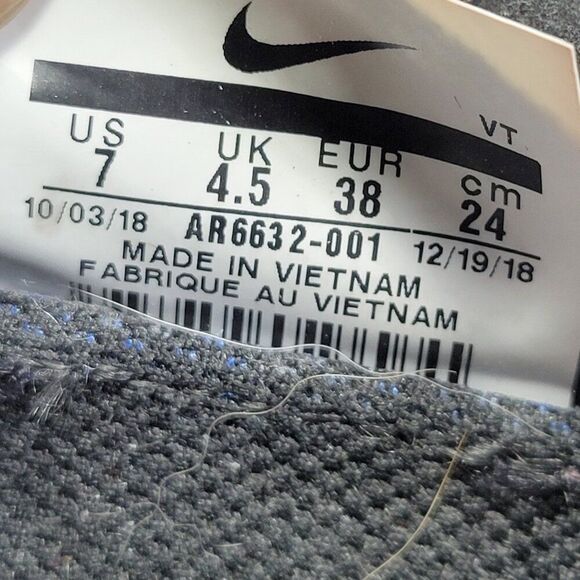 VT
US UK EUR cm
7 4.5 38 24
10/03/18 AR6632-001 12/19/18
MADE IN VIETNAM
FABRIQUE AU VIETNAM